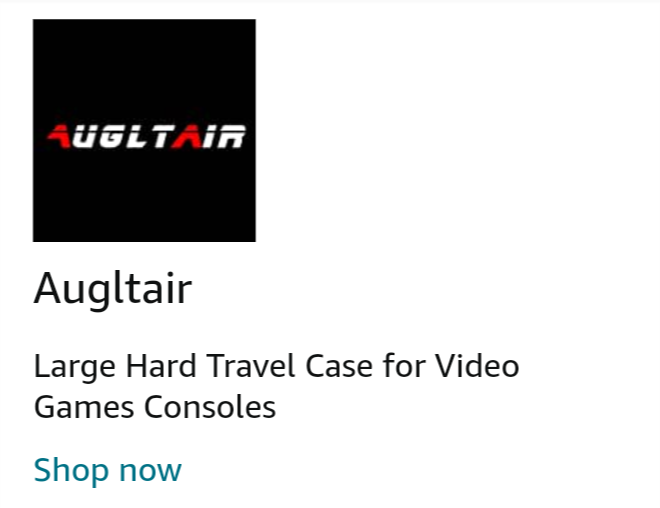 AUGLTAIR
Augltair
Large Hard Travel Case for Video
Games Consoles
Shop now